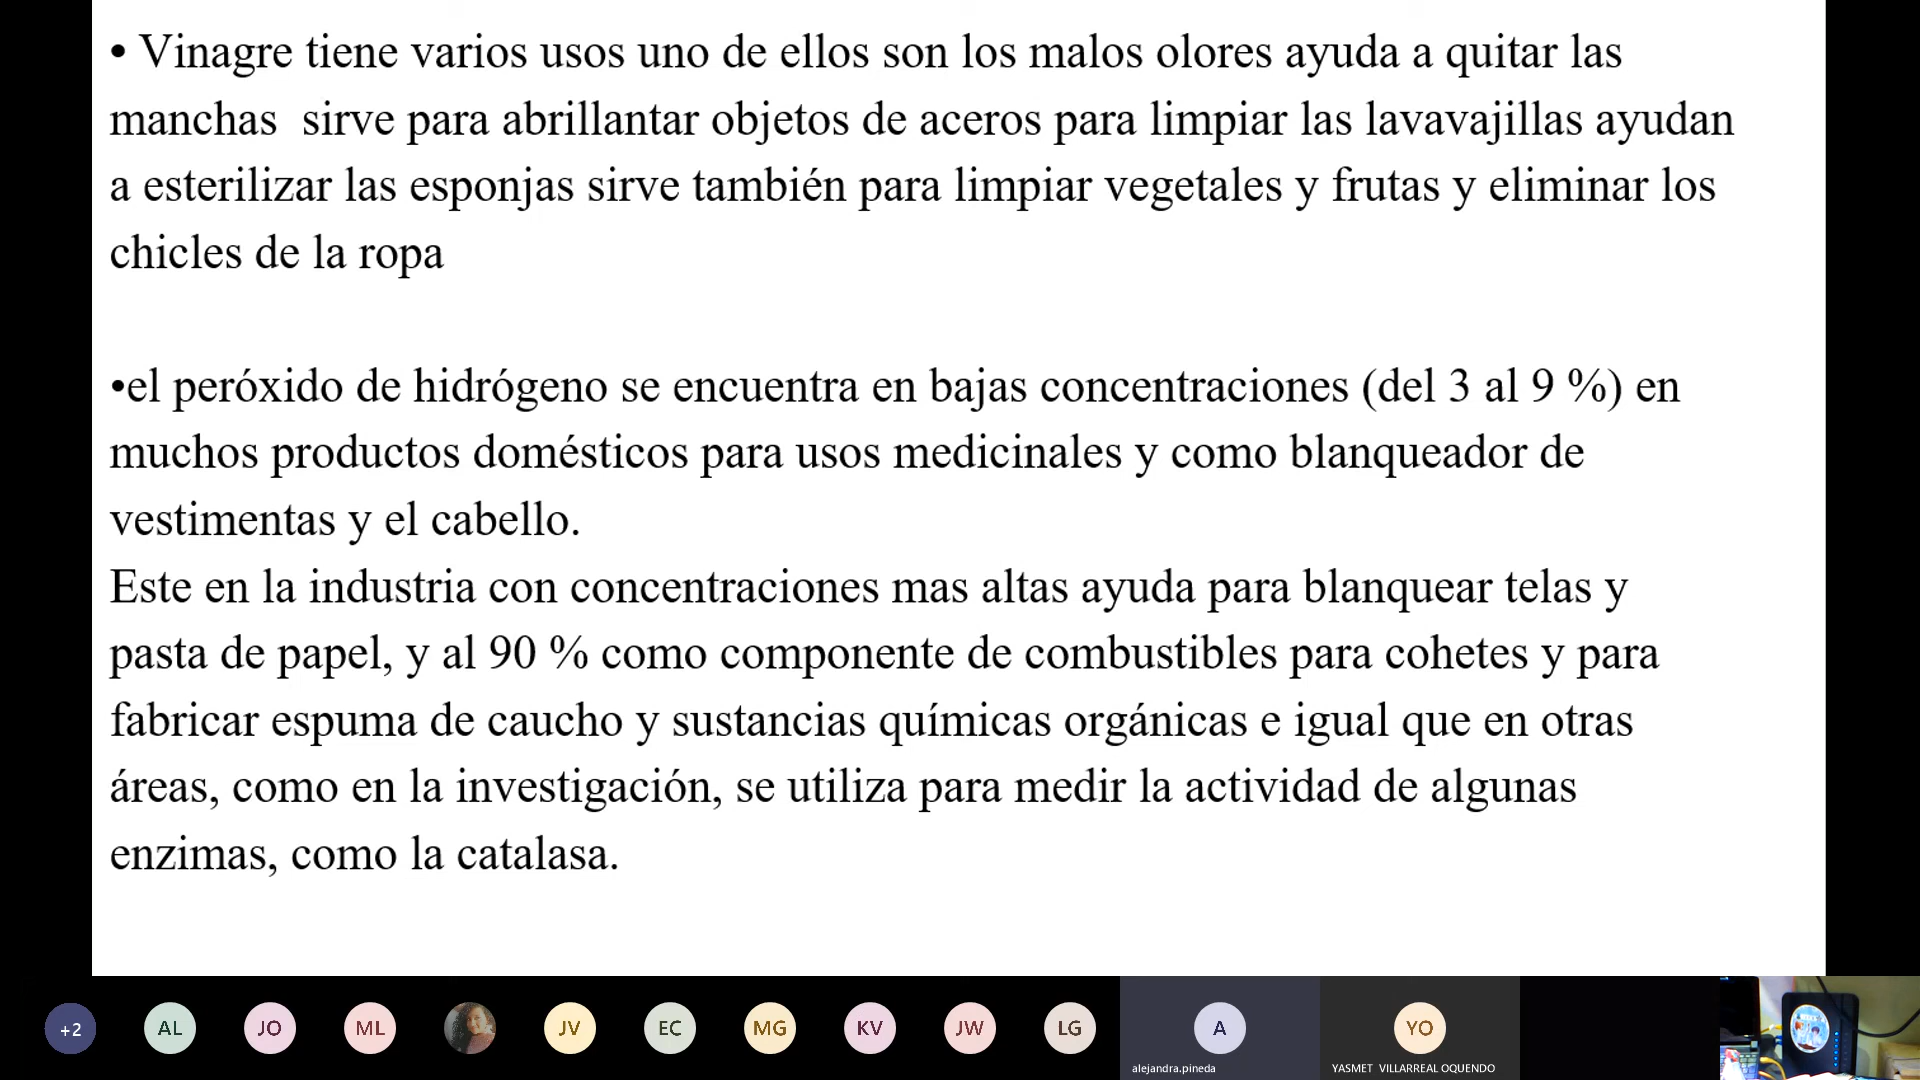 • Vinagre tiene varios usos uno de ellos son los malos olores ayuda a quitar las
manchas  sirve para abrillantar objetos de aceros para limpiar las lavavajillas ayudan
a esterilizar las esponjas sirve también para limpiar vegetales y frutas y eliminar los
chicles de la ropa
•el peróxido de hidrógeno se encuentra en bajas concentraciones (del 3 al 9 %) en
muchos productos domésticos para usos medicinales y como blanqueador de
vestimentas y el cabello.
Este en la industria con concentraciones mas altas ayuda para blanquear telas y
pasta de papel, y al 90 % como componente de combustibles para cohetes y para
fabricar espuma de caucho y sustancias químicas orgánicas e igual que en otras
áreas, como en la investigación, se utiliza para medir la actividad de algunas
enzimas, como la catalasa.
+2 AL JO ML JV EC MG KV JW LG A YO
alejandra.pineda YASMET VILLARREAL OQUENDO